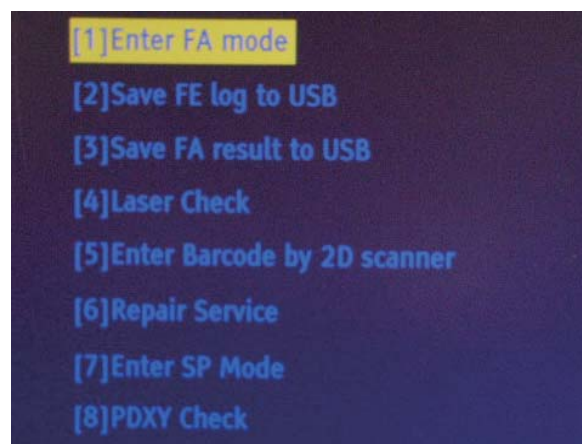 [1]Enter FA mode
[2]Save FE log to USB
[3]Save FA result to USB
[4]Laser Check
[5]Enter Barcode by 2D scanner
[6]Repair Service
[7]Enter SP Mode
[8]PDXY Check